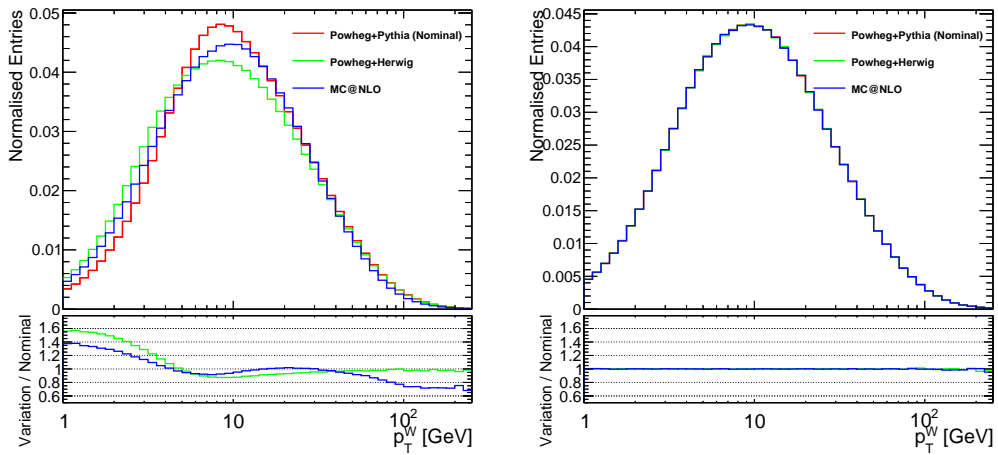 Normalised Entries
0.05
0.04
0.03
0.02
0.01
0
Powheg+Pythia (Nominal)
Powheg+Herwig
MC@NLO
Variation / Nominal
1.6
1.4
1.2
1
0.8
0.6
1
10
10²
p_T^W [GeV]
Normalised Entries
0.045
0.04
0.035
0.03
0.025
0.02
0.015
0.01
0.005
0
Powheg+Pythia (Nominal)
Powheg+Herwig
MC@NLO
Variation / Nominal
1.6
1.4
1.2
1
0.8
0.6
1
10
10²
p_T^W [GeV]